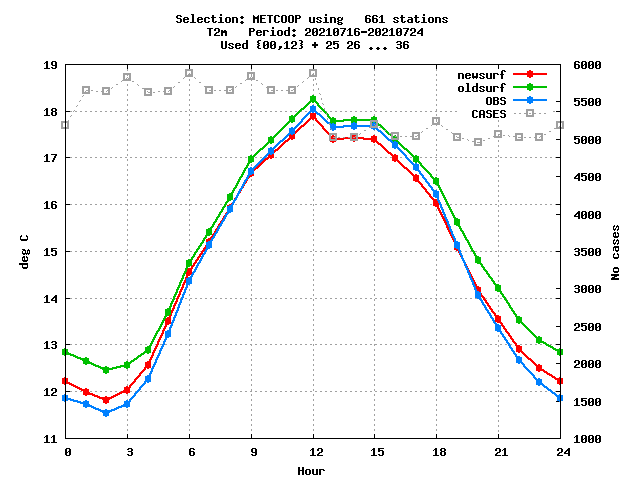 Selection: METCOOP using   661 stations
T2m   Period: 20210716-20210724
Used {00,12} + 25 26 ... 36
newsurf
oldsurf
OBS
CASES
19
18
17
16
15
14
13
12
11
deg C
6000
5500
5000
4500
4000
3500
3000
2500
2000
1500
1000
No cases
0 3 6 9 12 15 18 21 24
Hour